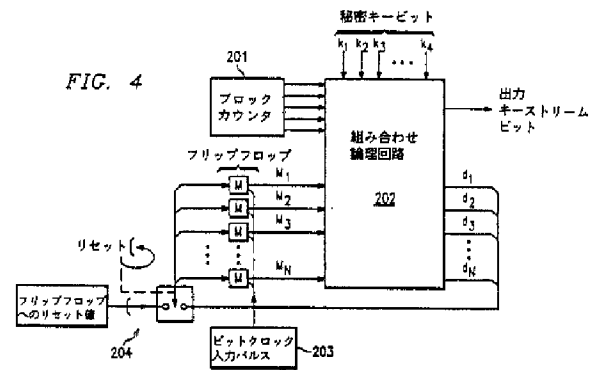 秘密キービット
k1 k2 k3 ••• k4
FIG. 4
201
ブロック
カウンタ
出力
キーストリーム
ビット
組み合わせ
論理回路
202
フリップフロップ
M M1
M M2
M M3
M MN
d1
d2
d3
dN
リセット
フリップフロップ
へのリセット値
204
ビットクロック
入力パルス
203